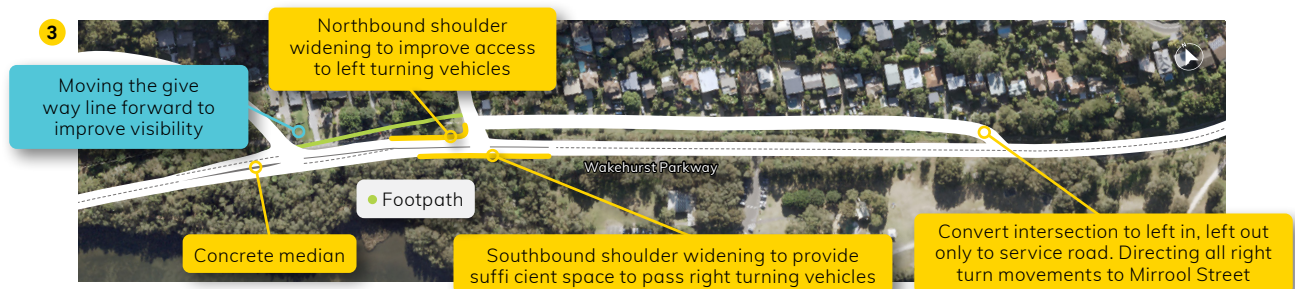 3
Northbound shoulder
widening to improve access
to left turning vehicles
Moving the give
way line forward to
improve visibility
Wakehurst Parkway
Footpath
Concrete median
Southbound shoulder widening to provide
suffi cient space to pass right turning vehicles
Convert intersection to left in, left out
only to service road. Directing all right
turn movements to Mirrool Street